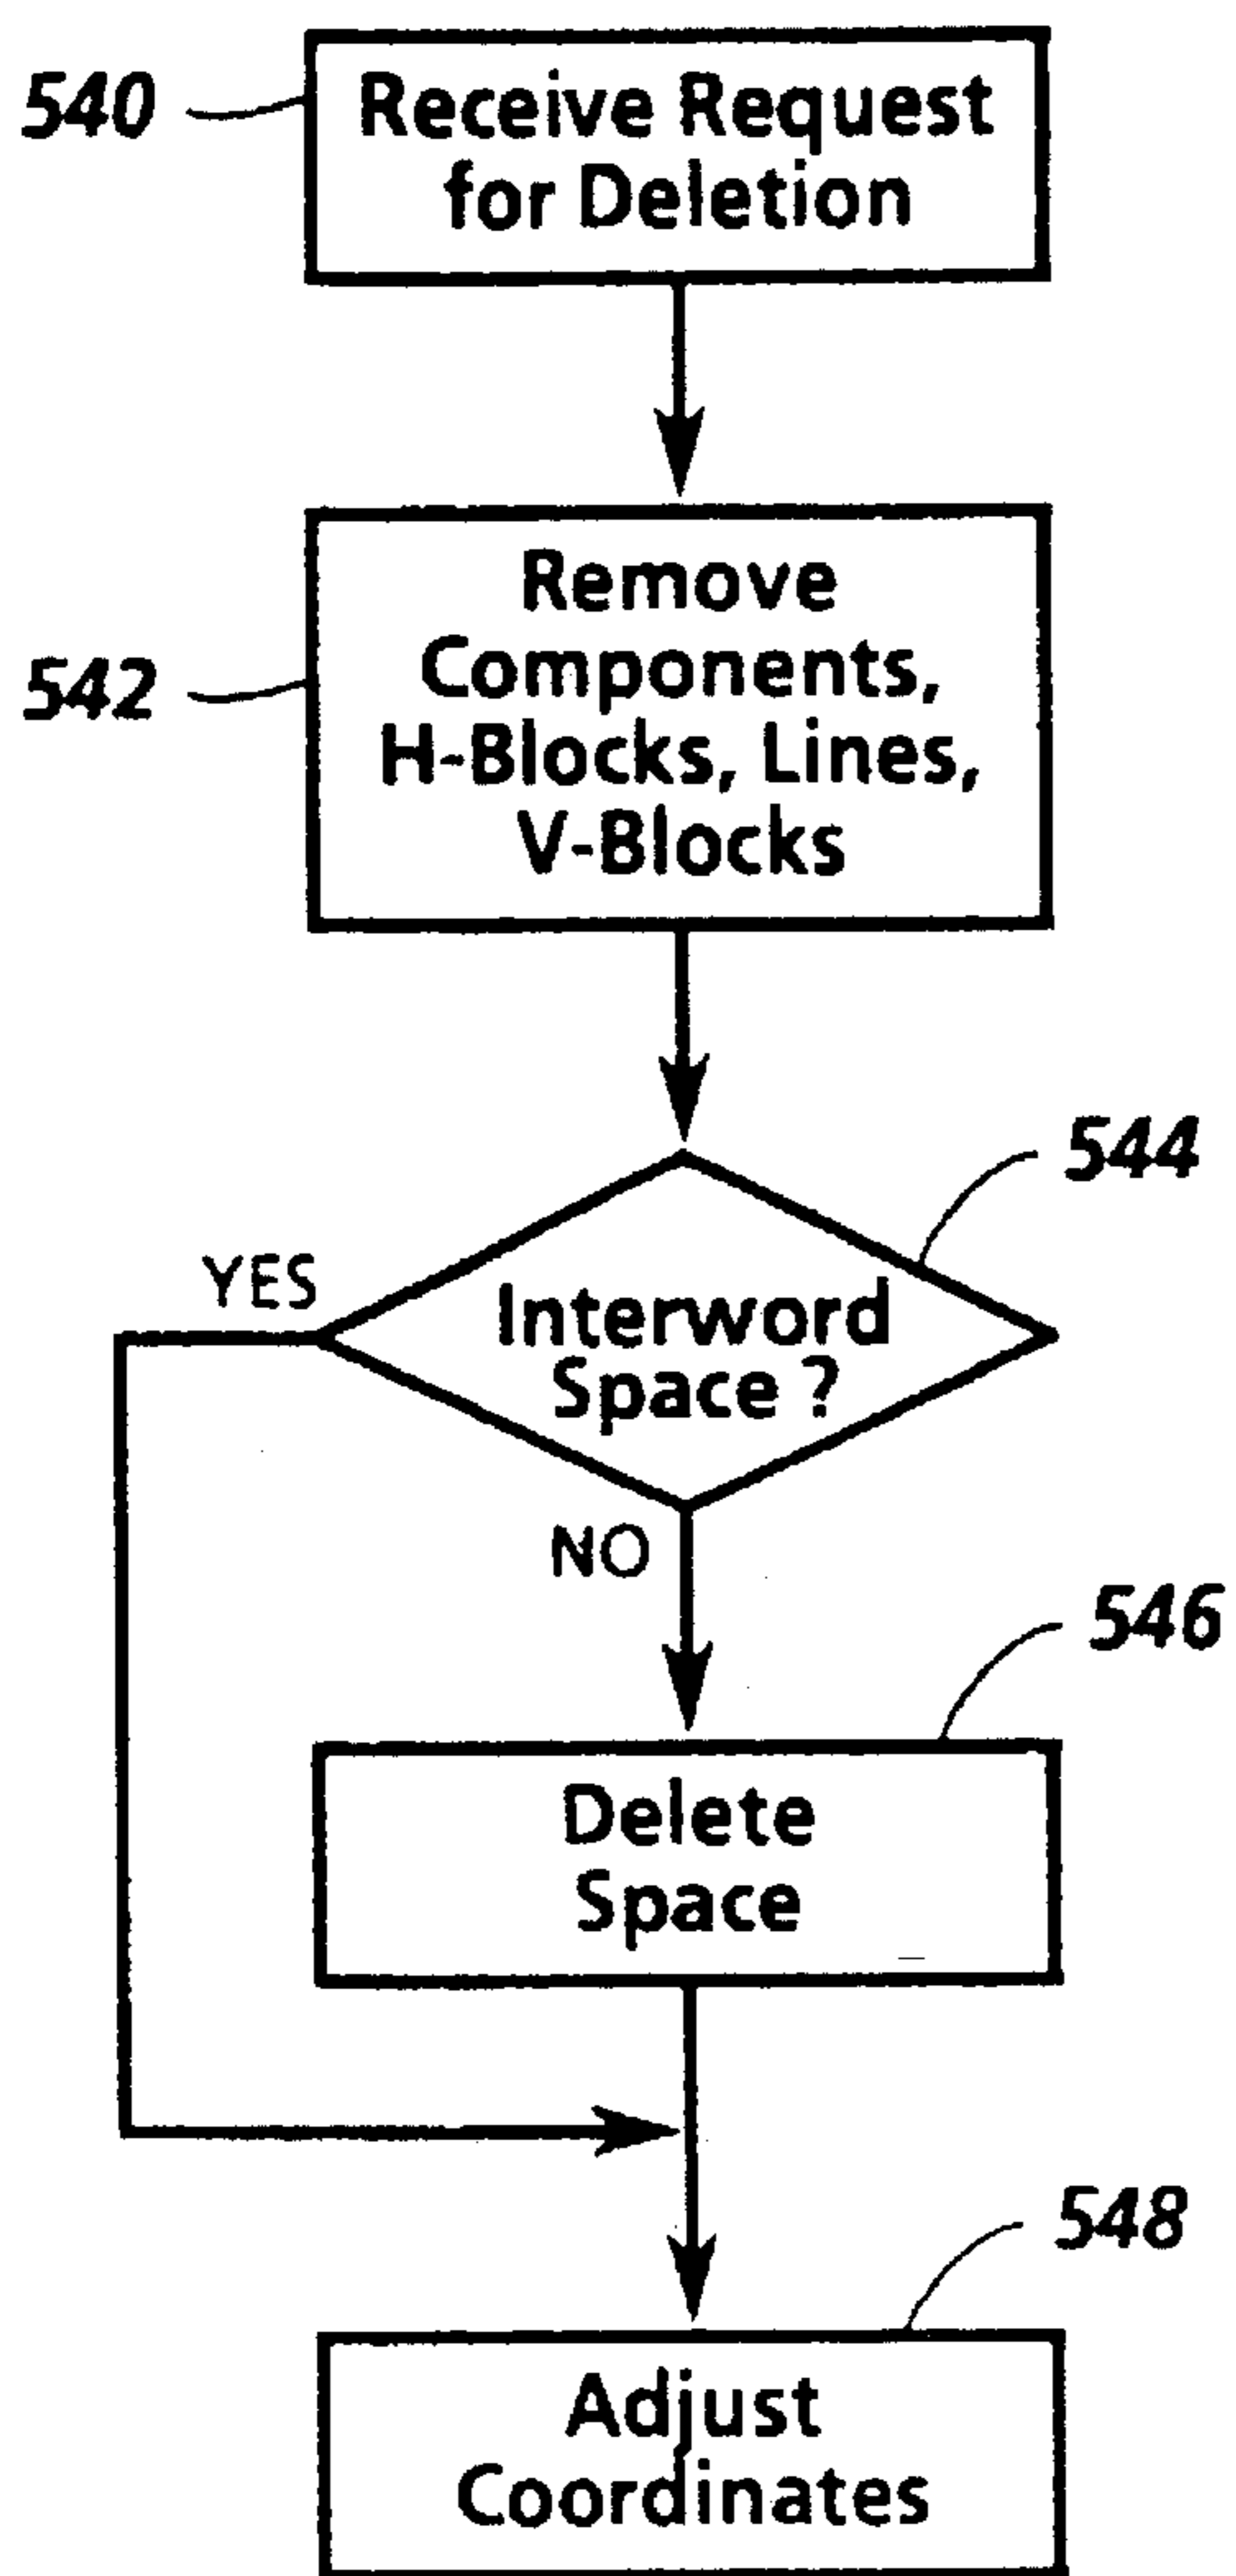 540
Receive Request
for Deletion
542
Remove
Components,
H-Blocks, Lines,
V-Blocks
544
YES
Interword
Space ?
NO
546
Delete
Space
548
Adjust
Coordinates